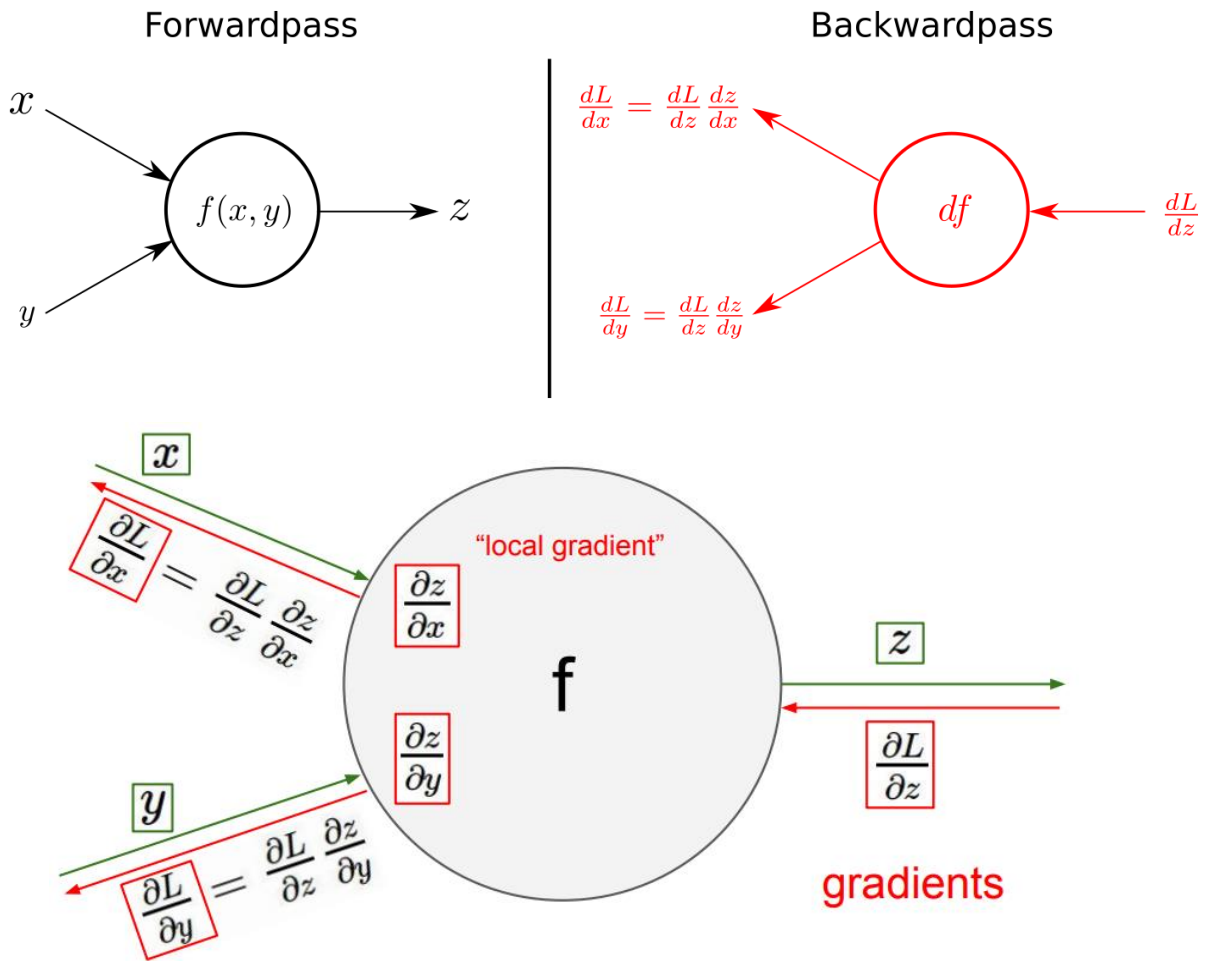 Forwardpass
Backwardpass
x
f(x, y)
z
y
dL/dx = dL/dz dz/dx
df
dL/dz
dL/dy = dL/dz dz/dy
x
∂L/∂x = ∂L/∂z ∂z/∂x
“local gradient”
∂z/∂x
f
z
∂z/∂y
∂L/∂z
y
∂L/∂y = ∂L/∂z ∂z/∂y
gradients